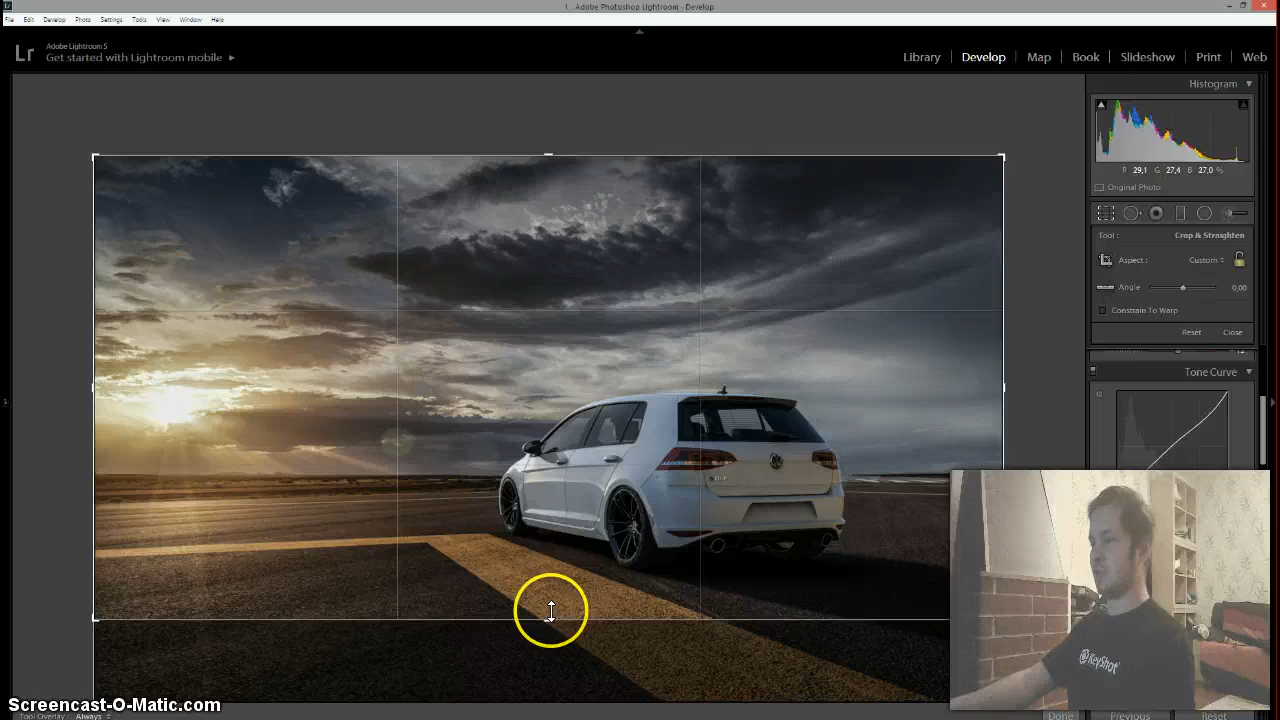 Lr
1 Adobe Photoshop Lightroom - Develop
File Edit Develop Photo Settings Tools View Window Help
Lr
Adobe Lightroom 5
Get started with Lightroom mobile
Library Develop Map Book Slideshow Print Web
Histogram
R 29,1 G 27,4 B 27,0 %
Original Photo
Tool : Crop & Straighten
Aspect : Custom
Angle 0,00
Constrain To Warp
Reset Close
Tone Curve
KeyShot
Screencast-O-Matic.com
Tool Overlay : Always
Done Previous Reset